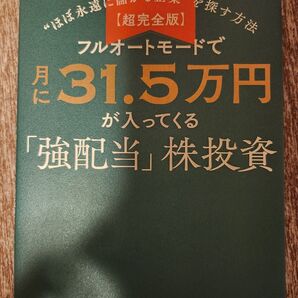 "ほぼ永遠に儲かる企業"を探す方法
【超完全版】
フルオートモードで
月に31.5万円
が入ってくる
「強配当」株投資